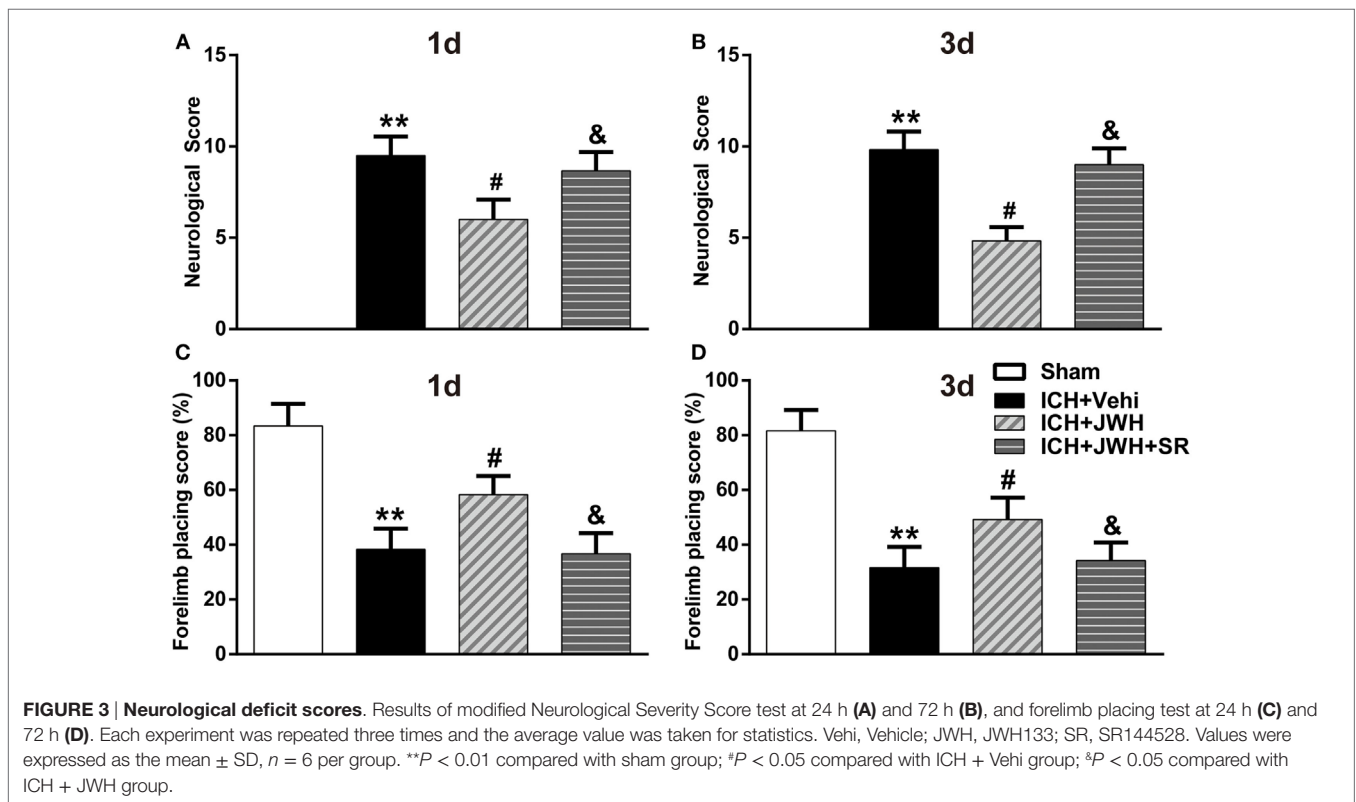 A
1d
Neurological Score
15
10
5
0
**
#
&
B
3d
Neurological Score
15
10
5
0
**
#
&
C
1d
Forelimb placing score (%)
100
80
60
40
20
0
**
#
&
D
3d
Forelimb placing score (%)
100
80
60
40
20
0
**
#
&
Sham
ICH+Vehi
ICH+JWH
ICH+JWH+SR
FIGURE 3 | Neurological deficit scores. Results of modified Neurological Severity Score test at 24 h (A) and 72 h (B), and forelimb placing test at 24 h (C) and
72 h (D). Each experiment was repeated three times and the average value was taken for statistics. Vehi, Vehicle; JWH, JWH133; SR, SR144528. Values were
expressed as the mean ± SD, n = 6 per group. **P < 0.01 compared with sham group; #P < 0.05 compared with ICH + Vehi group; &P < 0.05 compared with
ICH + JWH group.